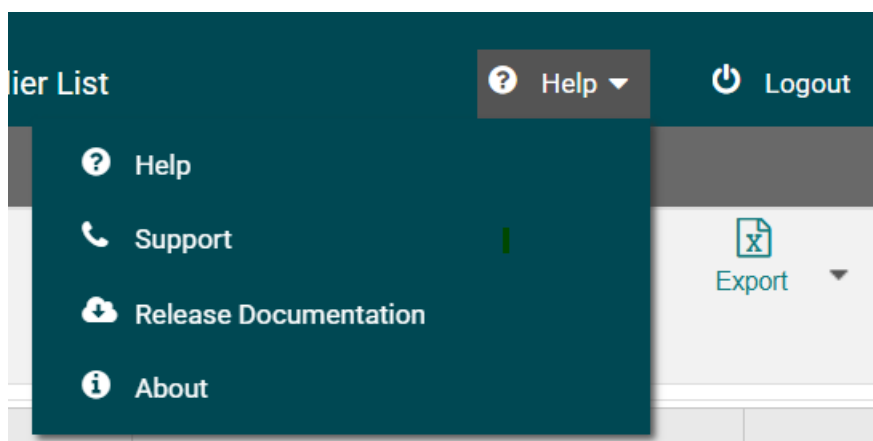 lier List
Help
Logout
Help
Support
Export
Release Documentation
About